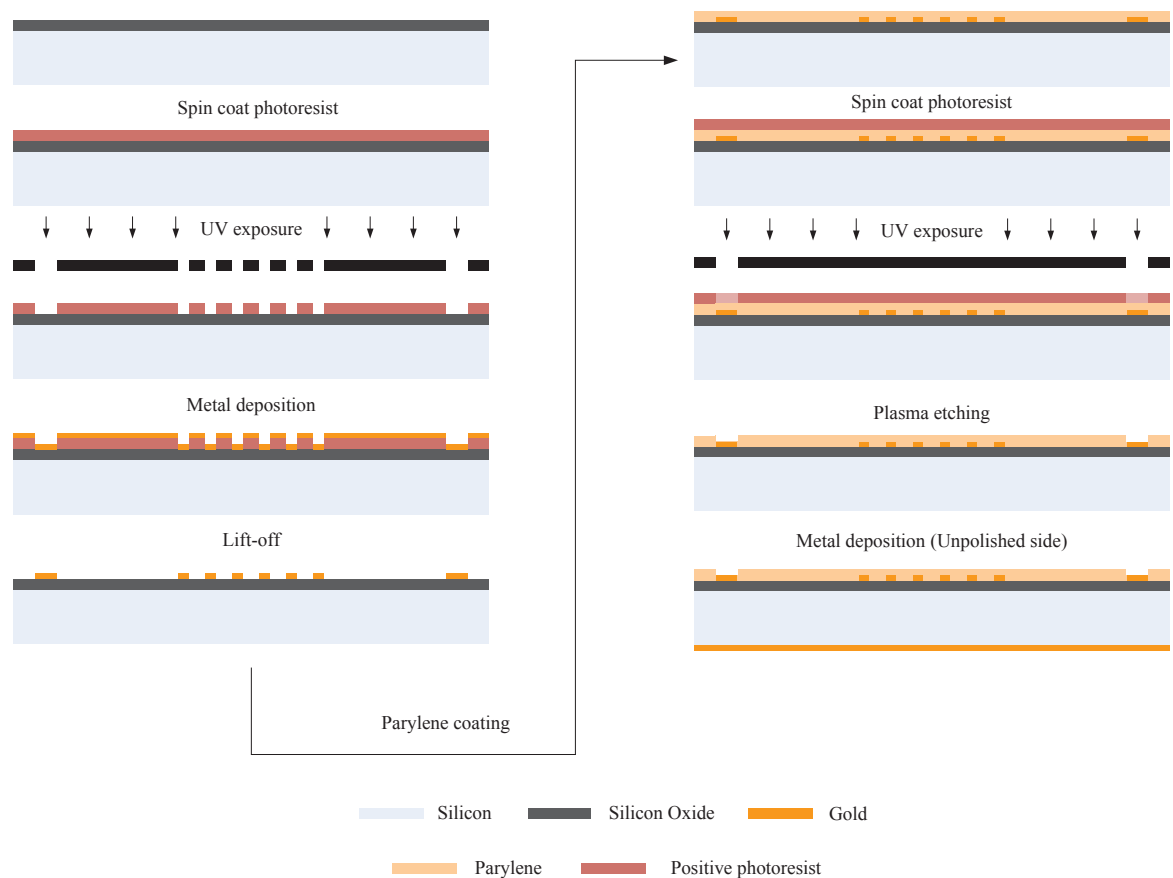 Spin coat photoresist
UV exposure
Metal deposition
Lift-off
Parylene coating
Spin coat photoresist
UV exposure
Plasma etching
Metal deposition (Unpolished side)
Silicon
Silicon Oxide
Gold
Parylene
Positive photoresist